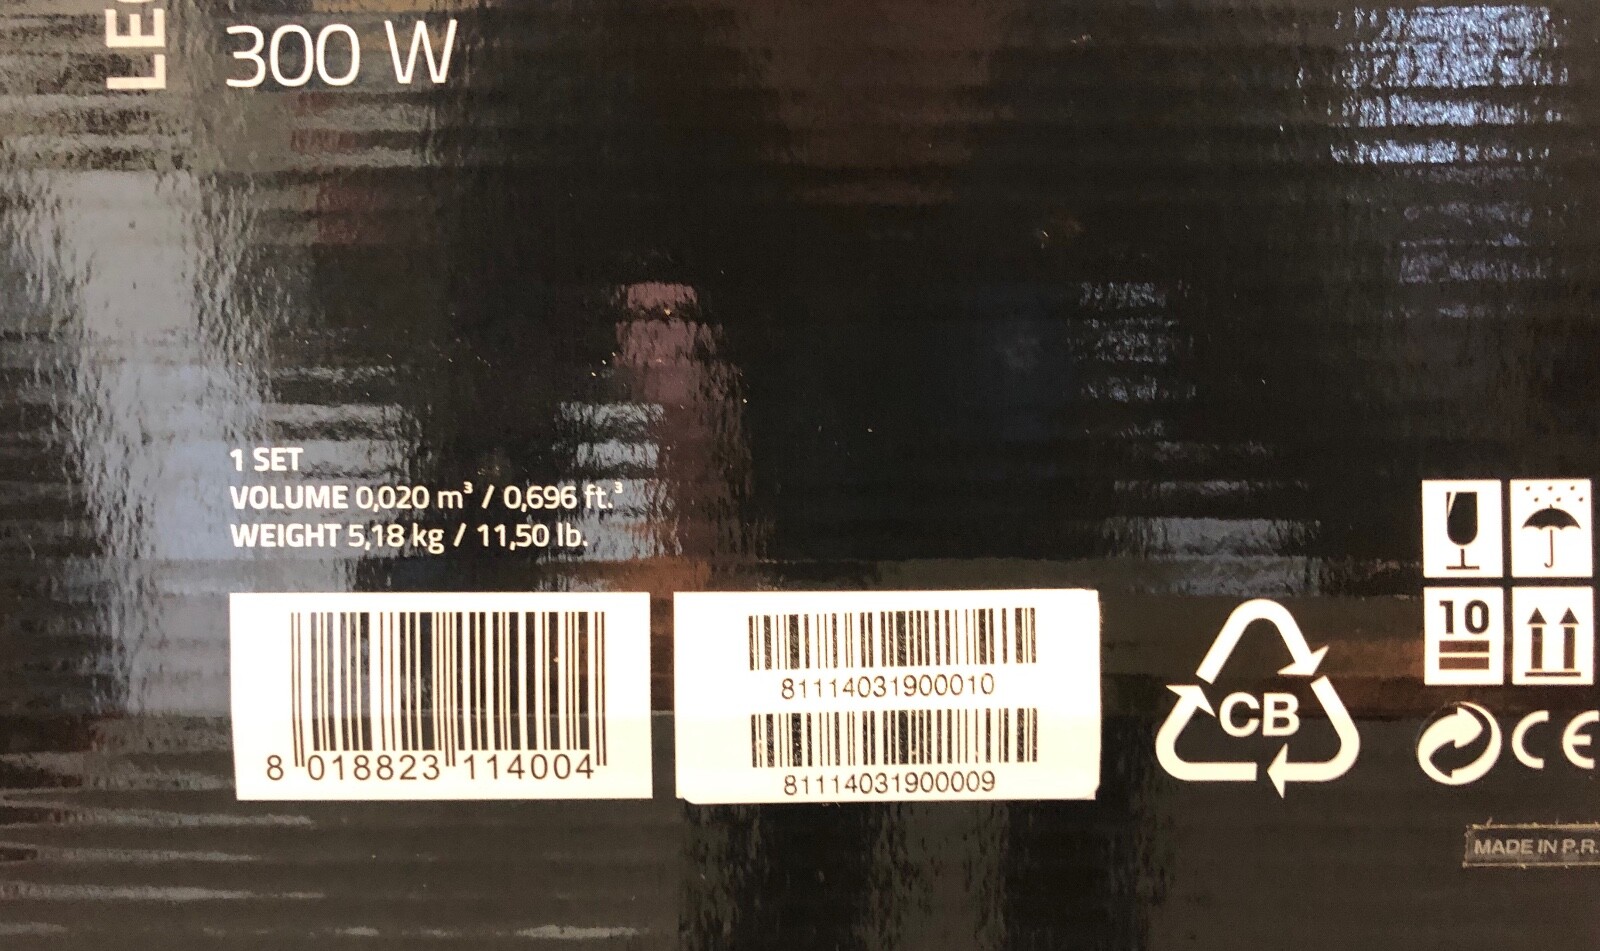 LEC
300 W
1 SET
VOLUME 0,020 m³ / 0,696 ft.³
WEIGHT 5,18 kg / 11,50 lb.
8 018823 114004
81114031900010
81114031900009
CB
10
CE
MADE IN P.R.